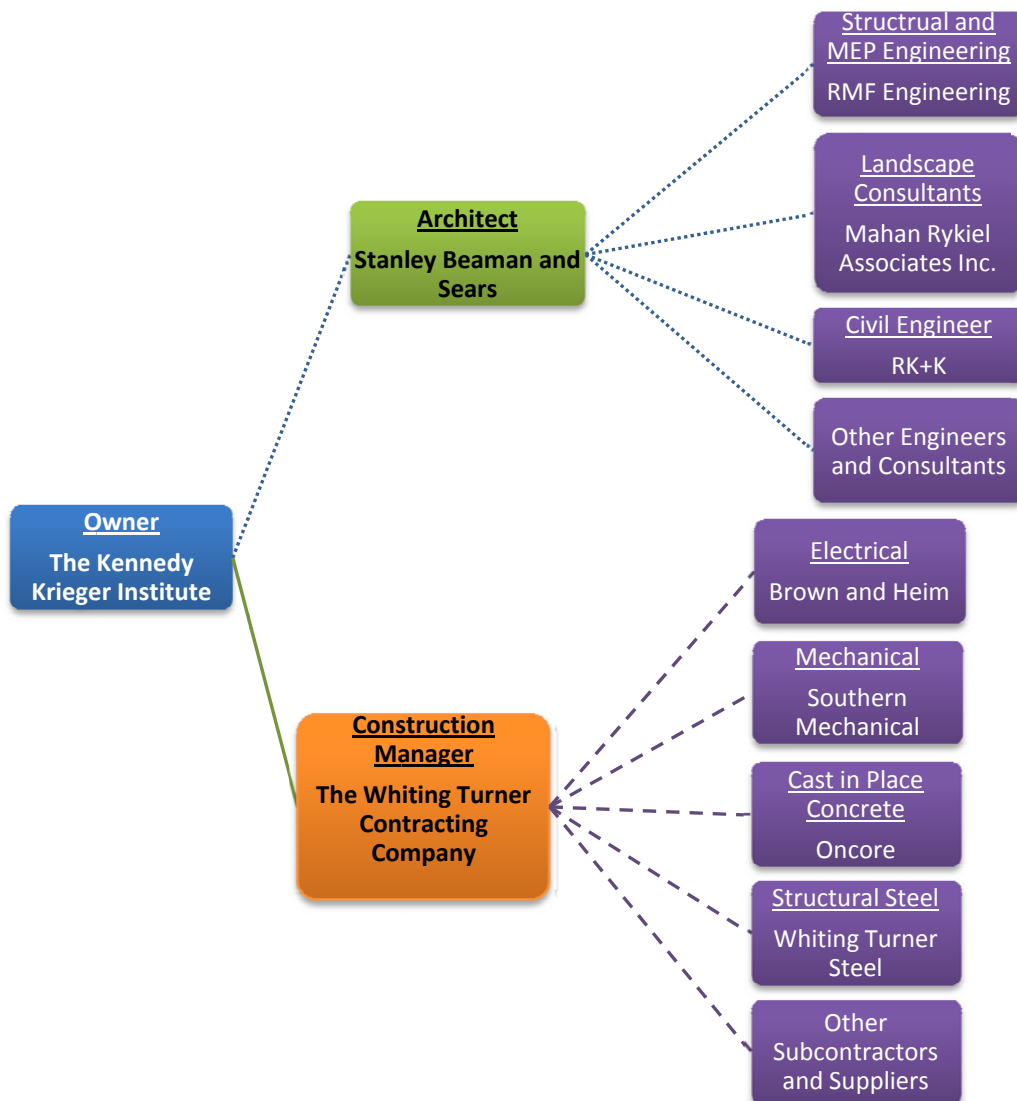 Structrual and
MEP Engineering
RMF Engineering
Landscape
Consultants
Mahan Rykiel
Associates Inc.
Architect
Stanley Beaman and
Sears
Civil Engineer
RK+K
Other Engineers
and Consultants
Owner
The Kennedy
Krieger Institute
Electrical
Brown and Heim
Mechanical
Southern
Mechanical
Construction
Manager
The Whiting Turner
Contracting
Company
Cast in Place
Concrete
Oncore
Structural Steel
Whiting Turner
Steel
Other
Subcontractors
and Suppliers